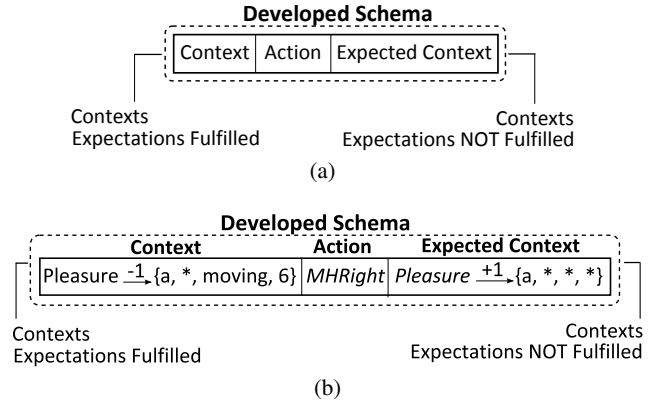 Developed Schema
Context Action Expected Context
Contexts
Expectations Fulfilled
Contexts
Expectations NOT Fulfilled
(a)
Developed Schema
Context Action Expected Context
Pleasure -1 {a, *, moving, 6} MHRight Pleasure +1 {a, *, *, *}
Contexts
Expectations Fulfilled
Contexts
Expectations NOT Fulfilled
(b)